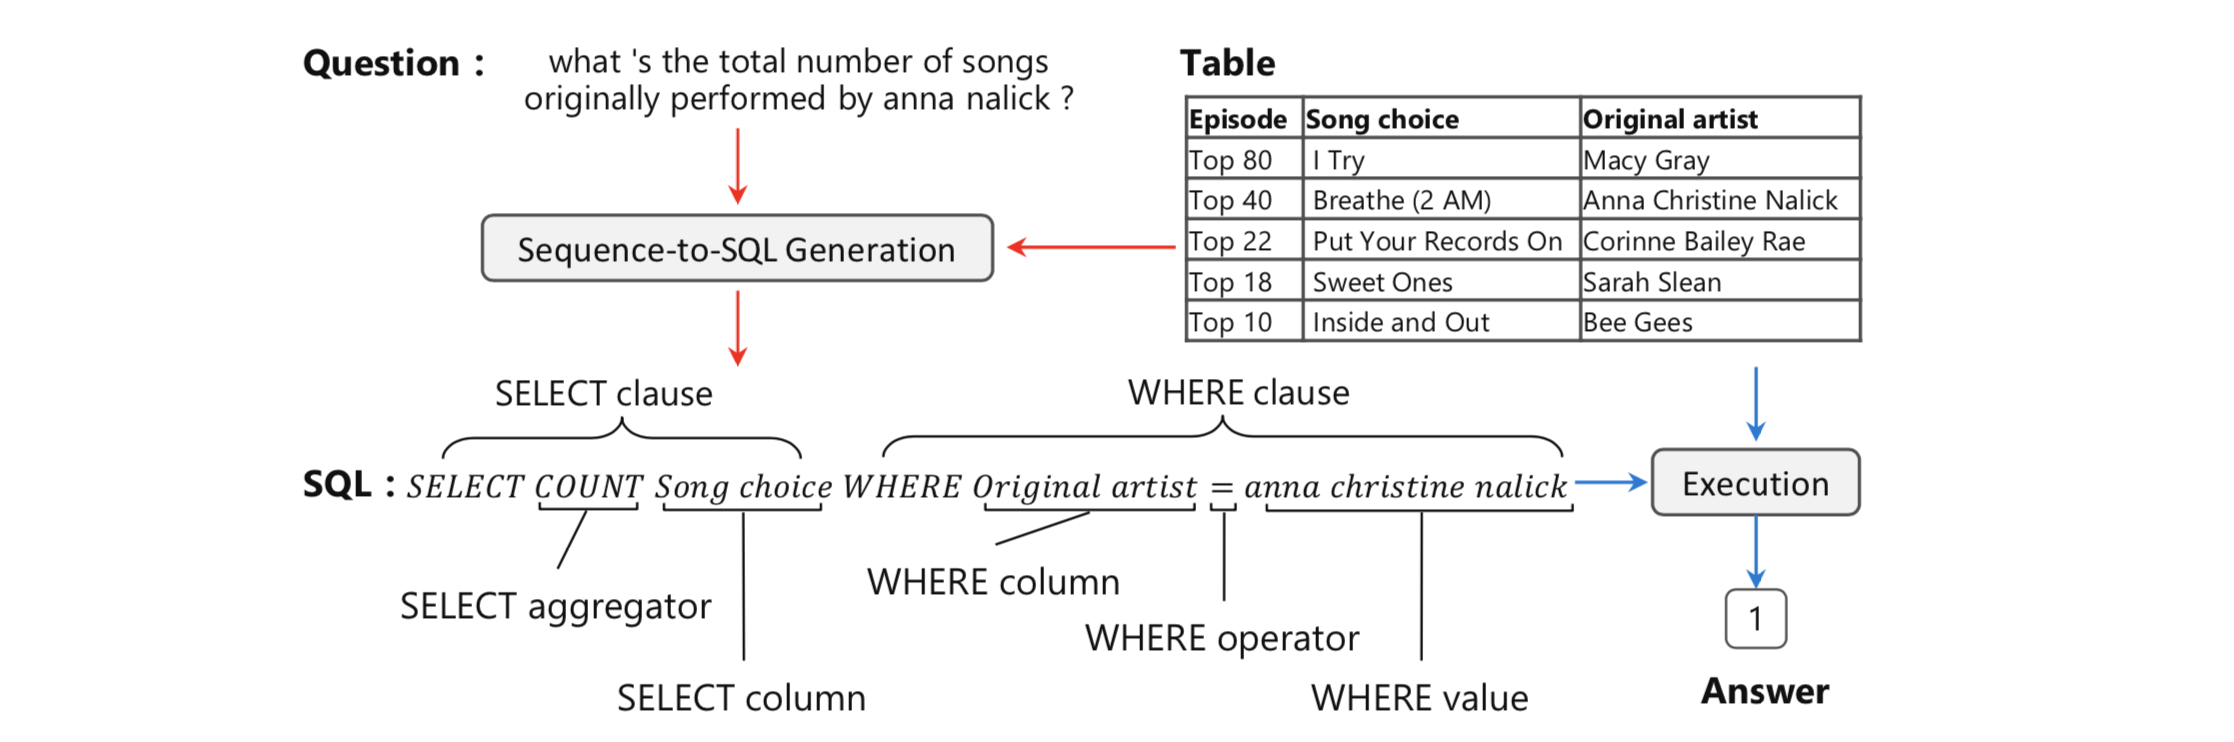 Question :
what 's the total number of songs
originally performed by anna nalick ?
Sequence-to-SQL Generation
Table
Episode Song choice Original artist
Top 80 I Try Macy Gray
Top 40 Breathe (2 AM) Anna Christine Nalick
Top 22 Put Your Records On Corinne Bailey Rae
Top 18 Sweet Ones Sarah Slean
Top 10 Inside and Out Bee Gees
SELECT clause
WHERE clause
SQL : SELECT COUNT Song choice WHERE Original artist = anna christine nalick
Execution
SELECT aggregator
SELECT column
WHERE column
WHERE operator
WHERE value
1
Answer